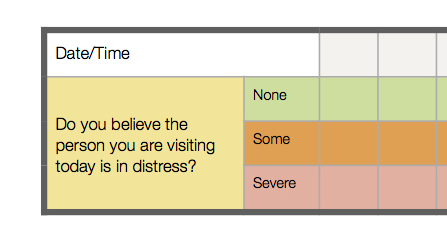 Date/Time
None
Do you believe the
person you are visiting
today is in distress?
Some
Severe